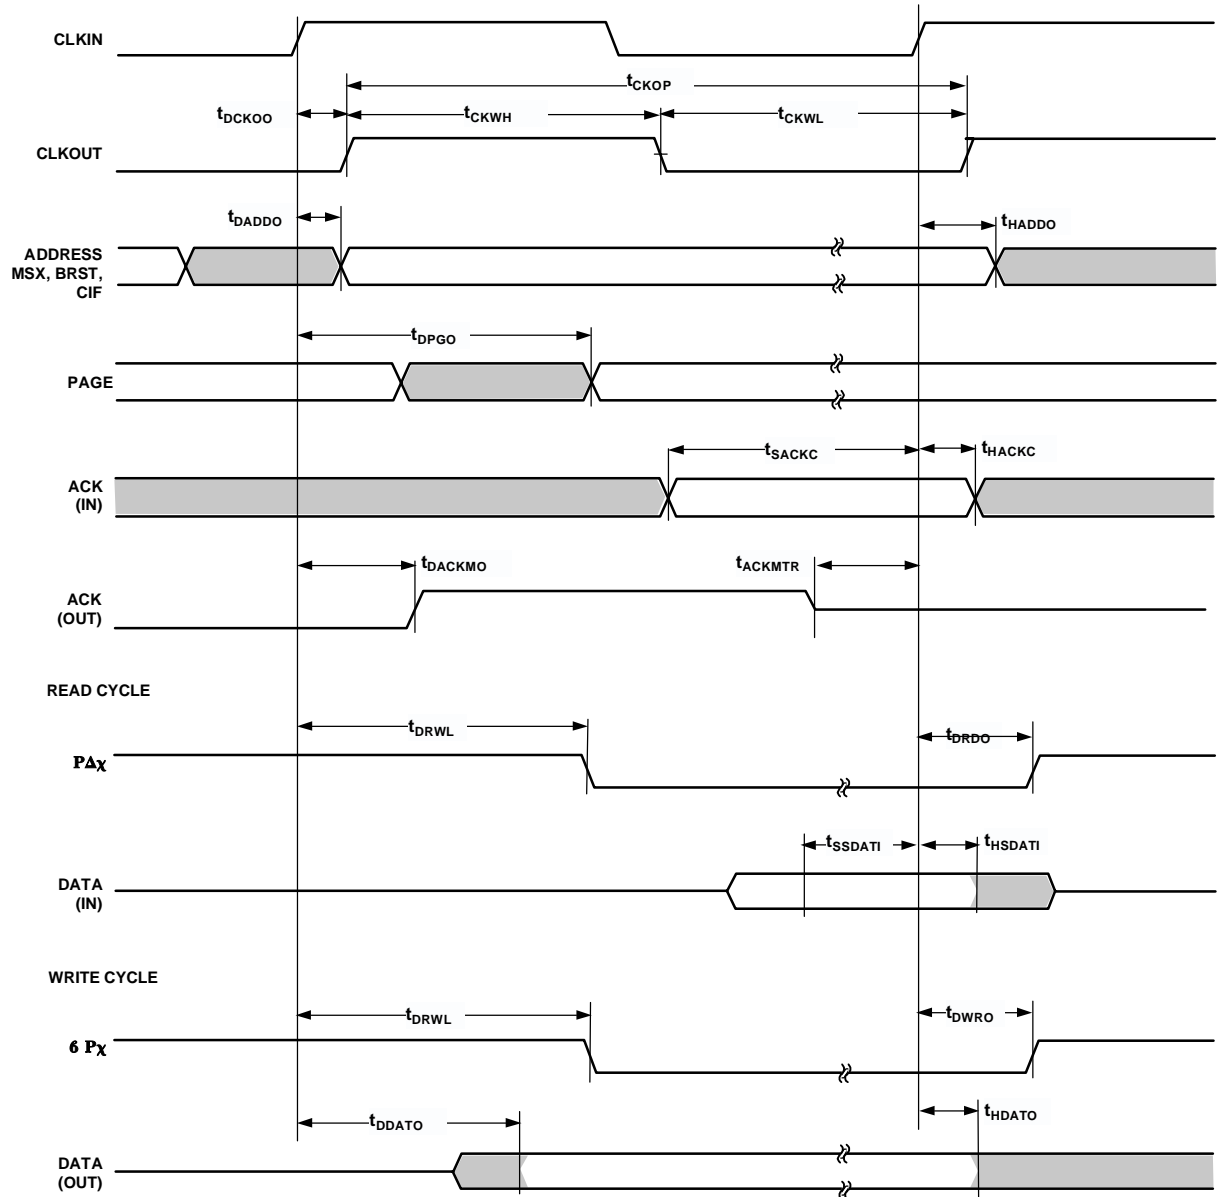 CLKIN
tCKOP
tDCKOO
tCKWH
tCKWL
CLKOUT
tDADDO
tHADDO
ADDRESS
MSX, BRST,
CIF
tDPGO
PAGE
tSACKC
tHACKC
ACK
(IN)
tDACKMO
tACKMTR
ACK
(OUT)
READ CYCLE
tDRWL
tDRDO
PΔχ
tSSDATI
tHSDATI
DATA
(IN)
WRITE CYCLE
tDRWL
tDWRO
6 Pχ
tHDATO
tDDATO
DATA
(OUT)